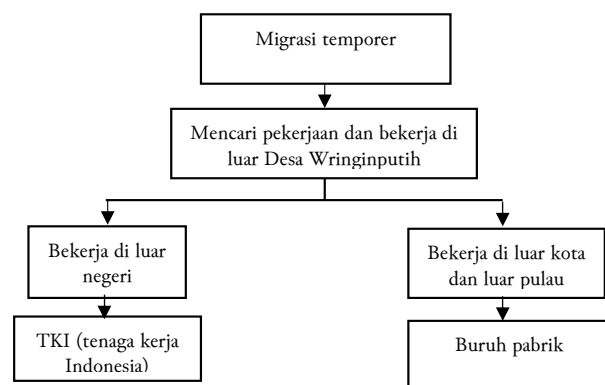 Migrasi temporer
Mencari pekerjaan dan bekerja di
luar Desa Wringinputih
Bekerja di luar
negeri
Bekerja di luar kota
dan luar pulau
TKI (tenaga kerja
Indonesia)
Buruh pabrik